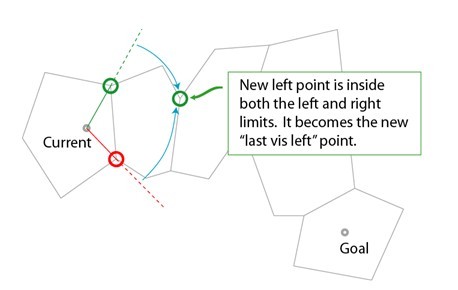 New left point is inside
both the left and right
limits.  It becomes the new
“last vis left” point.
Current
Goal